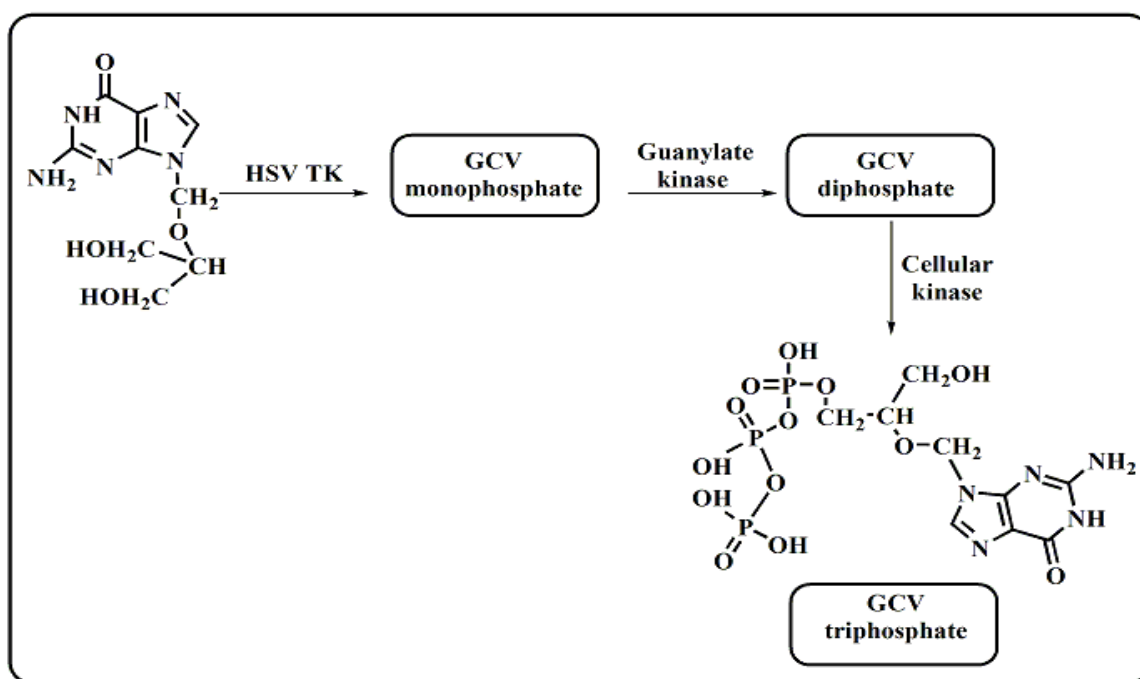 O
N
NH
N
N
NH₂
CH₂
O
HOH₂C
CH
HOH₂C
HSV TK
GCV
monophosphate
Guanylate
kinase
GCV
diphosphate
Cellular
kinase
OH
O=P-O
CH₂OH
O
O
CH₂-CH
P
O-CH₂
OH
O
N
NH₂
OH
N
P
OH
NH
O
N
O
GCV
triphosphate